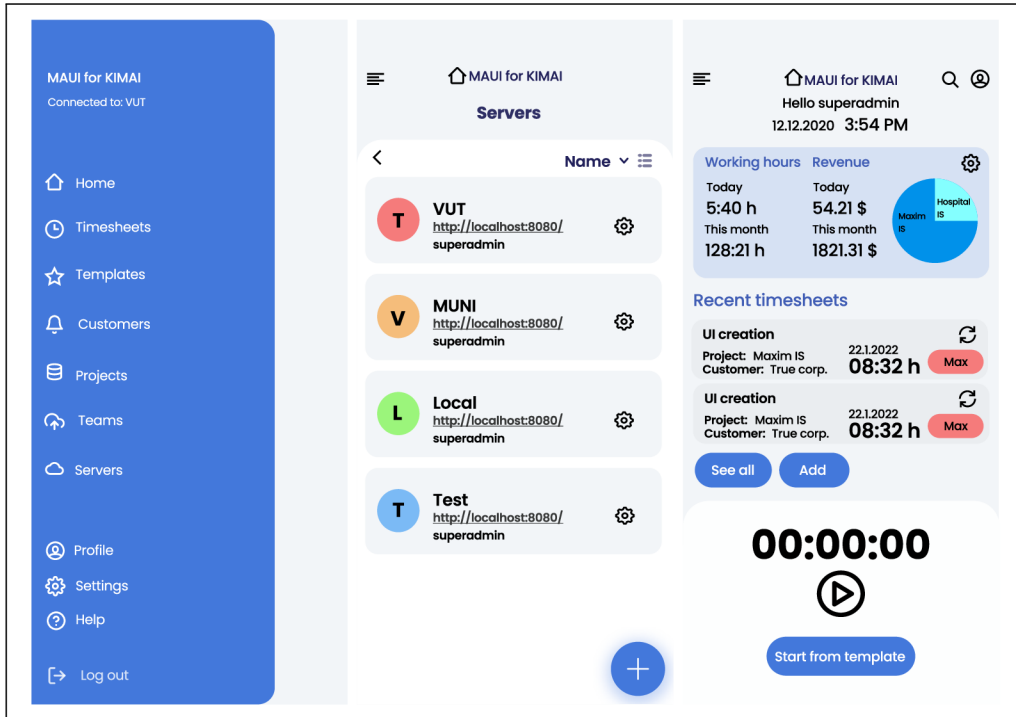 MAUI for KIMAI
Connected to: VUT
Home
Timesheets
Templates
Customers
Projects
Teams
Servers
Profile
Settings
Help
Log out
MAUI for KIMAI
Servers
Name
T
VUT
http://localhost:8080/
superadmin
V
MUNI
http://localhost:8080/
superadmin
L
Local
http://localhost:8080/
superadmin
T
Test
http://localhost:8080/
superadmin
MAUI for KIMAI
Hello superadmin
12.12.2020 3:54 PM
Working hours Revenue
Today Today
5:40 h 54.21 $
This month This month
128:21 h 1821.31 $
Maxim IS
Hospital IS
Recent timesheets
UI creation
Project: Maxim IS
Customer: True corp.
22.1.2022
08:32 h
Max
UI creation
Project: Maxim IS
Customer: True corp.
22.1.2022
08:32 h
Max
See all Add
00:00:00
Start from template